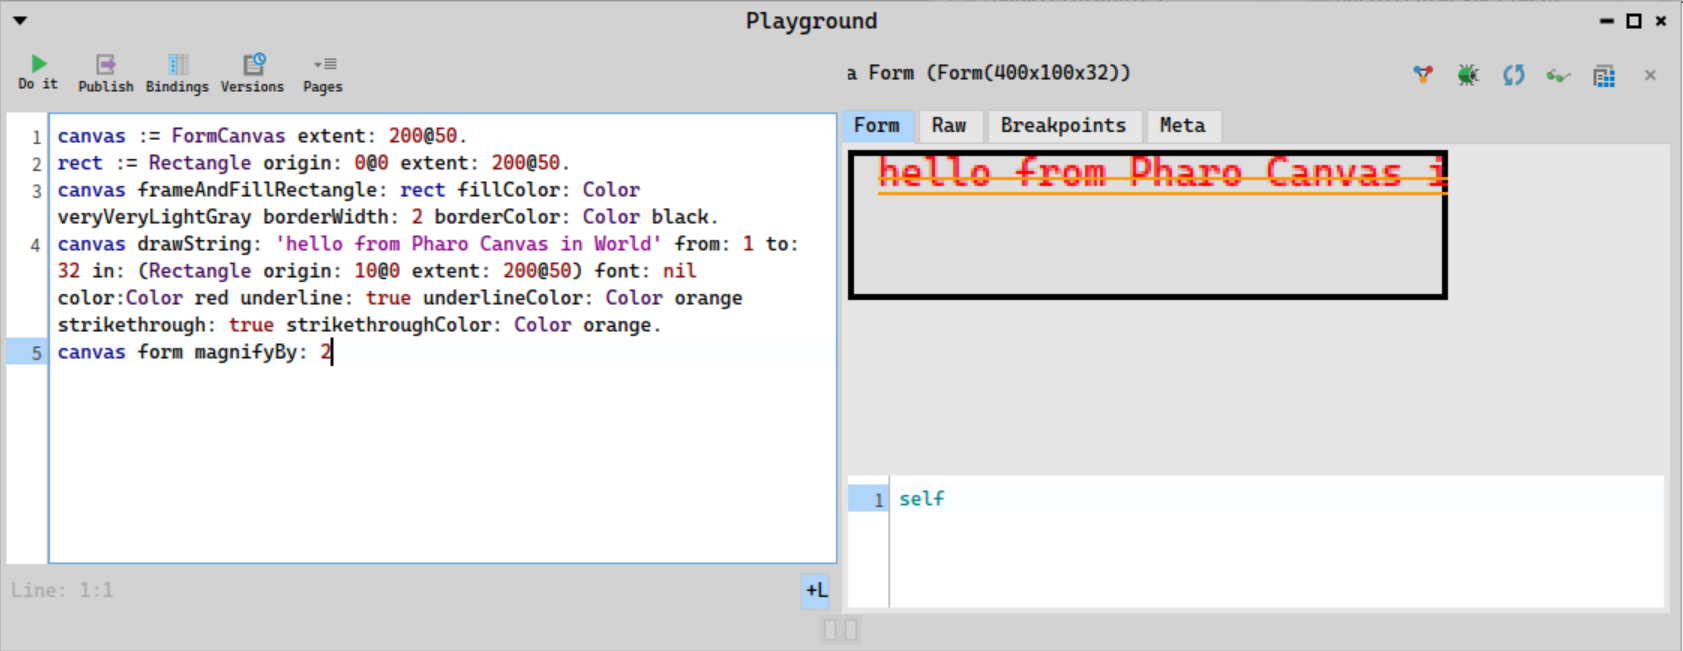 Playground
Do it Publish Bindings Versions Pages
a Form (Form(400x100x32))
1 canvas := FormCanvas extent: 200@50.
2 rect := Rectangle origin: 0@0 extent: 200@50.
3 canvas frameAndFillRectangle: rect fillColor: Color
veryVeryLightGray borderWidth: 2 borderColor: Color black.
4 canvas drawString: 'hello from Pharo Canvas in World' from: 1 to:
32 in: (Rectangle origin: 10@0 extent: 200@50) font: nil
color:Color red underline: true underlineColor: Color orange
strikethrough: true strikethroughColor: Color orange.
5 canvas form magnifyBy: 2
Line: 1:1
+L
Form Raw Breakpoints Meta
hello from Pharo Canvas i
1 self